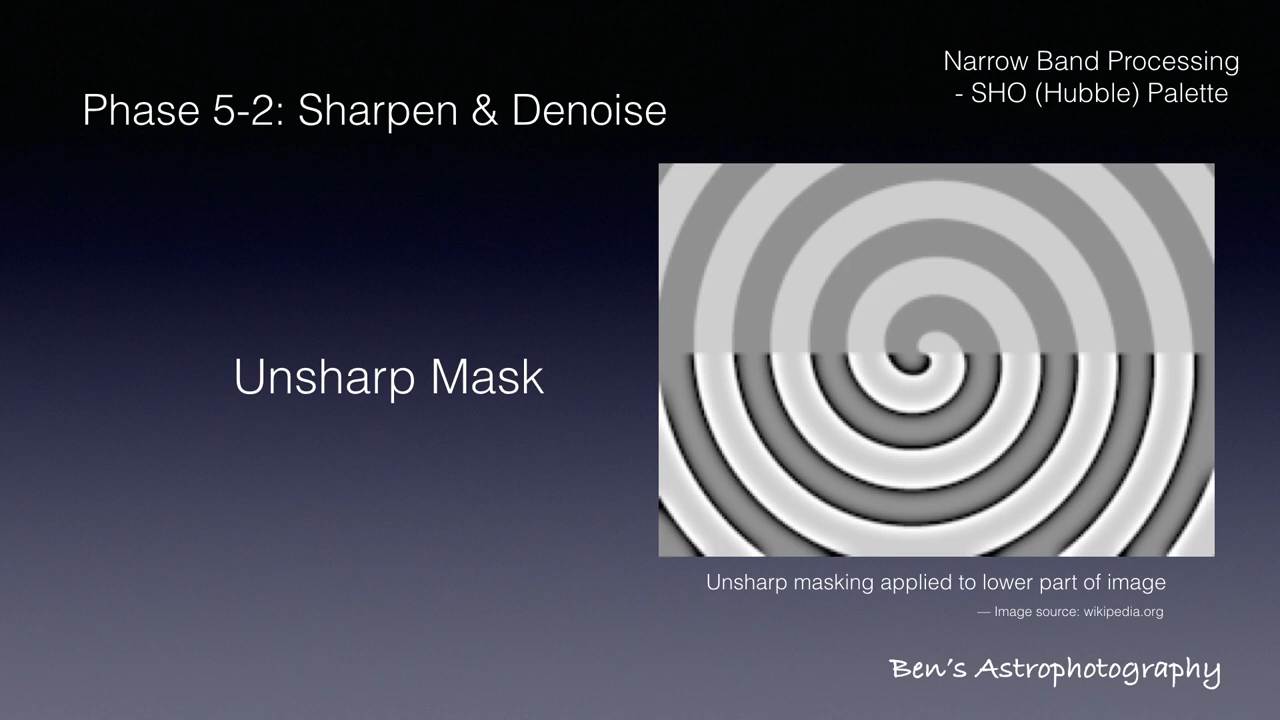 Narrow Band Processing
- SHO (Hubble) Palette
Phase 5-2: Sharpen & Denoise
Unsharp Mask
Unsharp masking applied to lower part of image
— Image source: wikipedia.org
Ben's Astrophotography